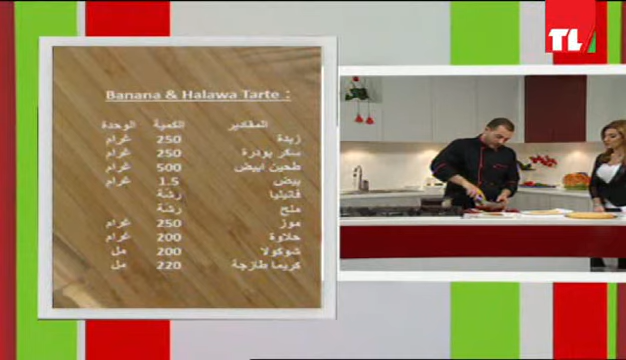 TL
Banana & Halawa Tarte :
المقادير الكمية الوحدة
زبدة 250 غرام
سكر بودرة 250 غرام
طحين ابيض 500 غرام
بيض 1.5 غرام
فانيليا رشة
ملح رشة
موز 250 غرام
حلاوة 200 غرام
شوكولا 200 مل
كريما طازجة 220 مل